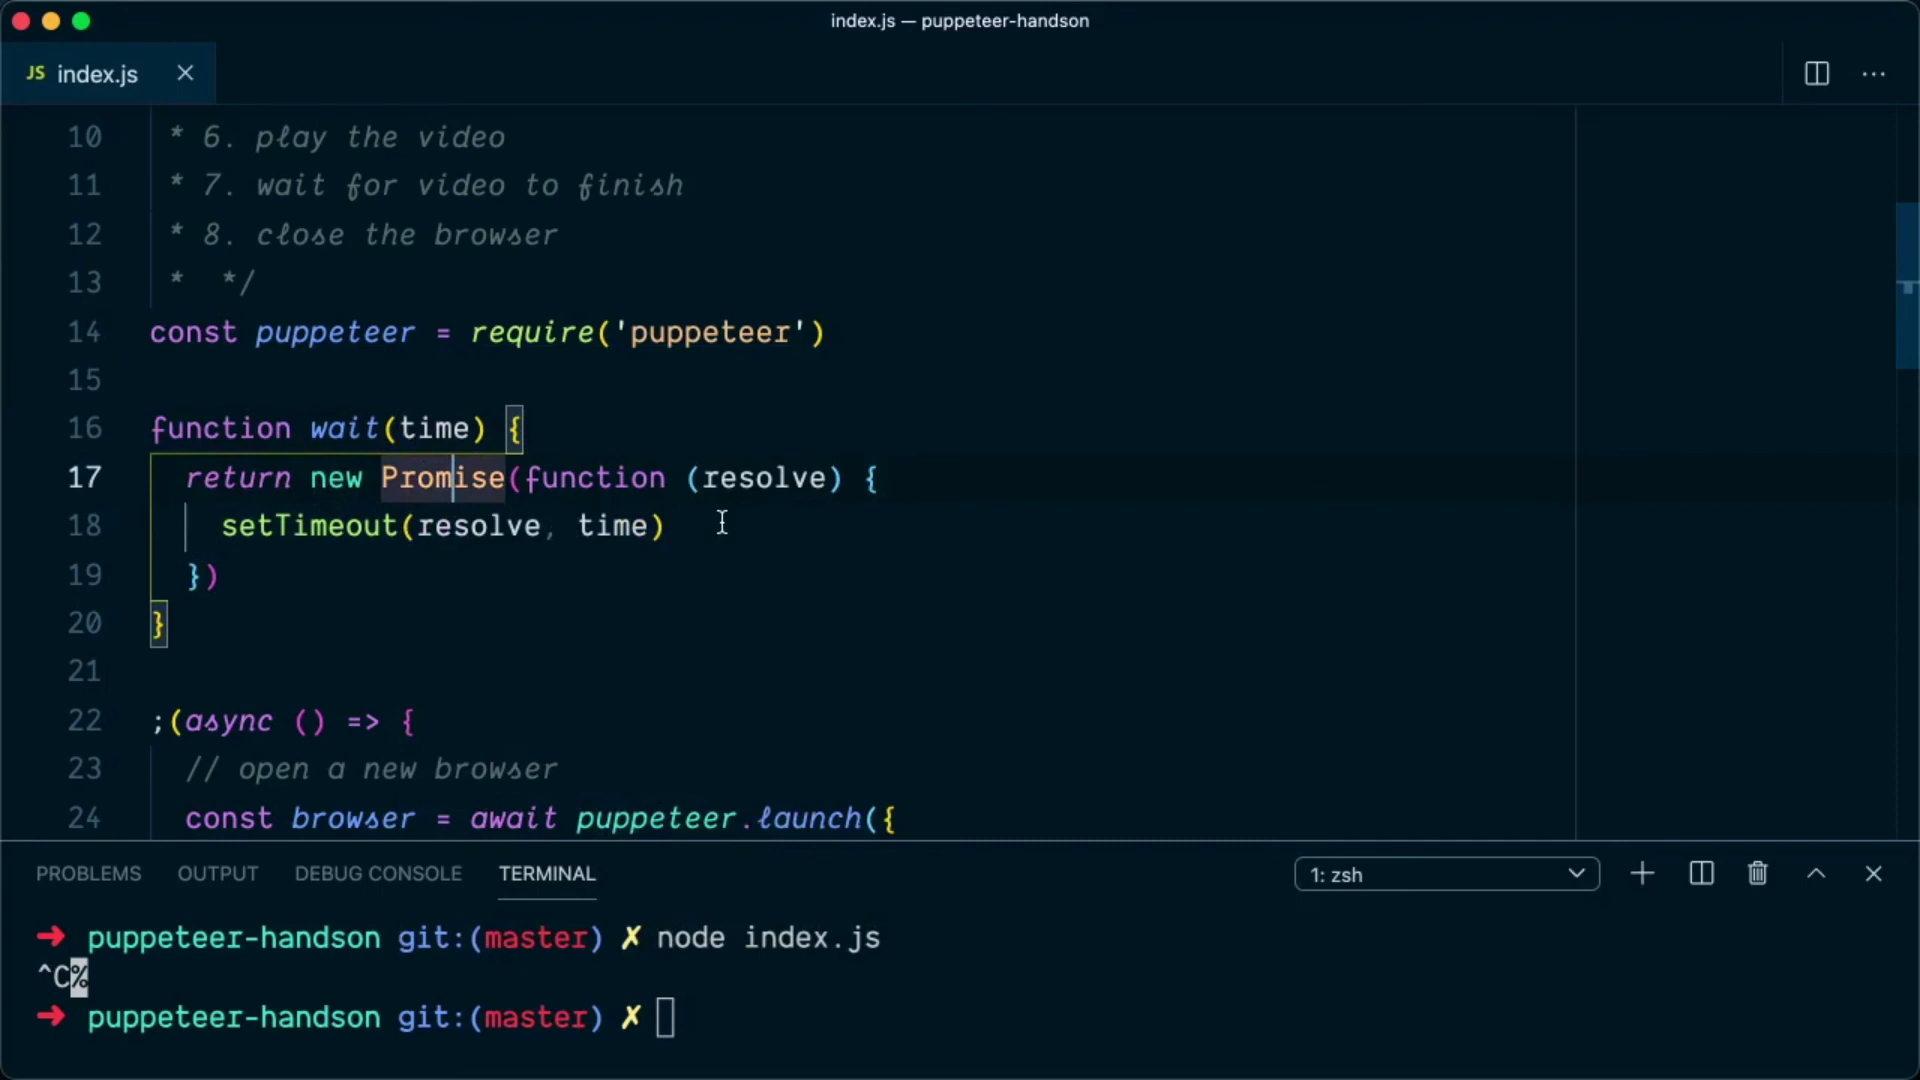 index.js — puppeteer-handson
JS index.js
10 * 6. play the video
11 * 7. wait for video to finish
12 * 8. close the browser
13 *  */
14 const puppeteer = require('puppeteer')
15
16 function wait(time) {
17 return new Promise(function (resolve) {
18 setTimeout(resolve, time)
19 })
20 }
21
22 ;(async () => {
23 // open a new browser
24 const browser = await puppeteer.launch({
PROBLEMS OUTPUT DEBUG CONSOLE TERMINAL 1: zsh
➜ puppeteer-handson git:(master) ✗ node index.js
^C%
➜ puppeteer-handson git:(master) ✗